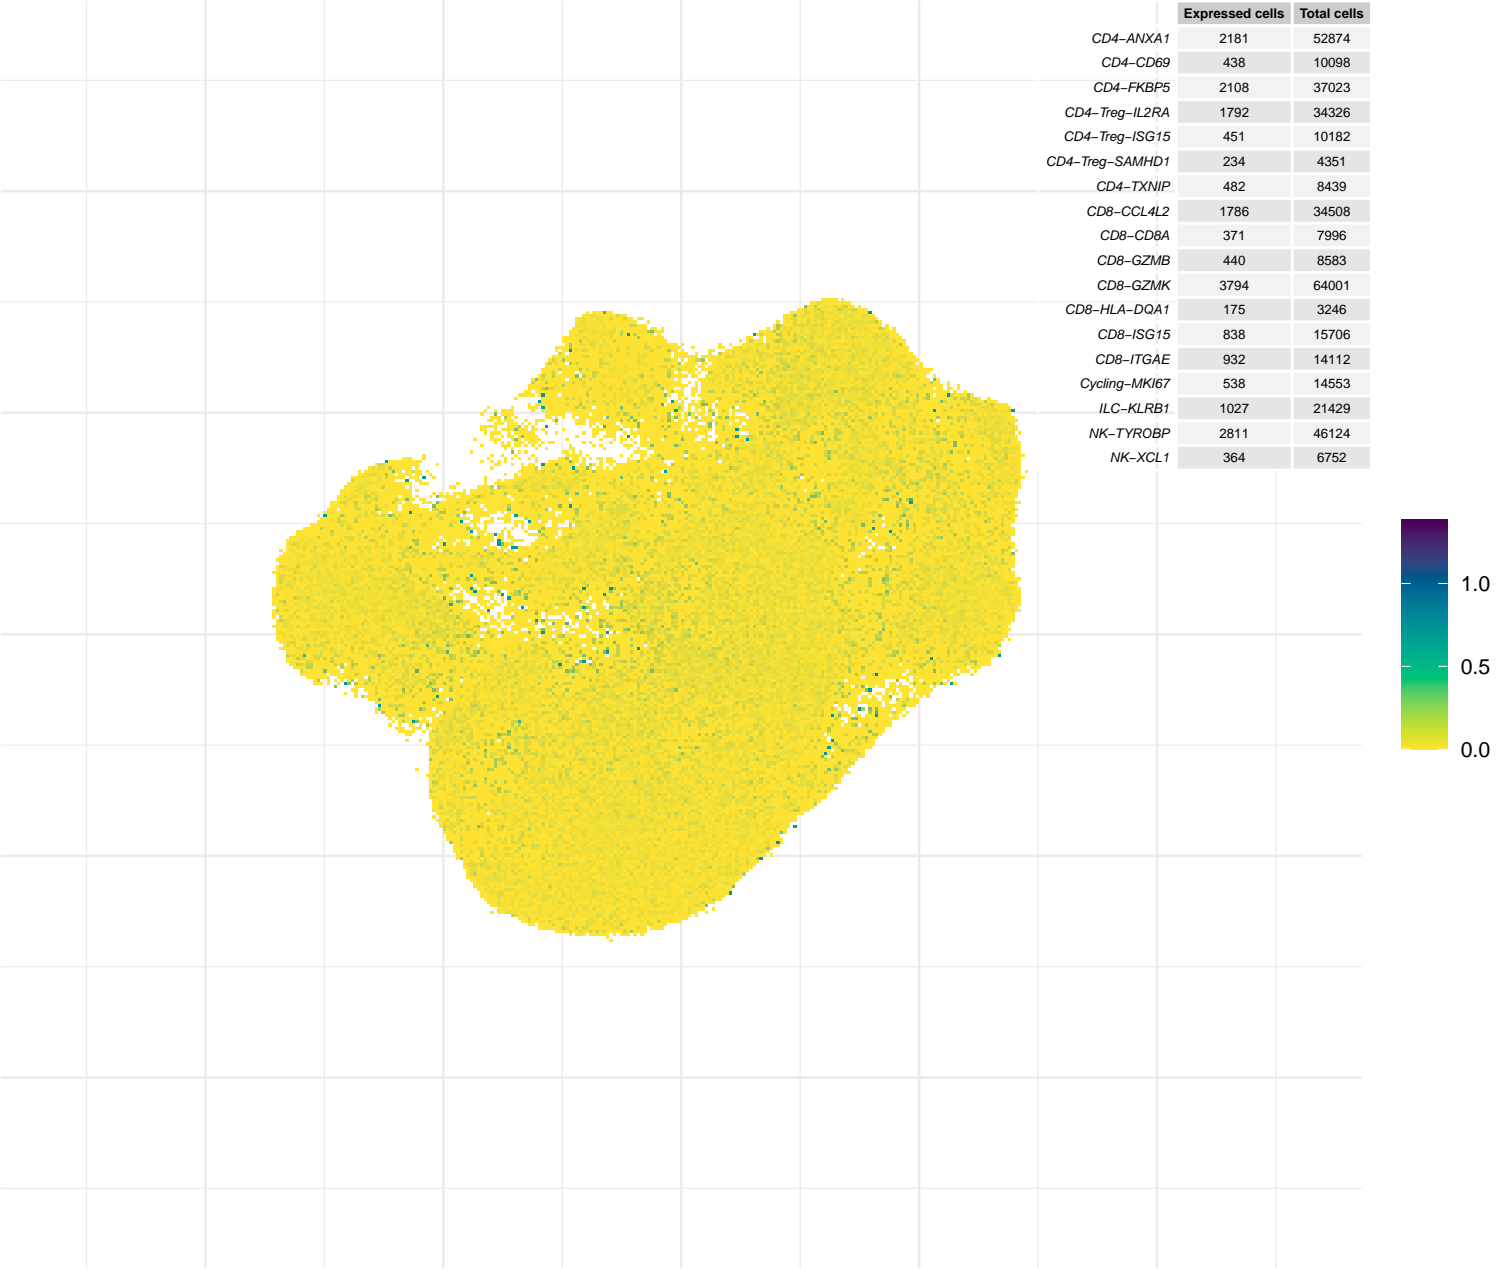 Expressed cells Total cells
CD4−ANXA1 2181 52874
CD4−CD69 438 10098
CD4−FKBP5 2108 37023
CD4−Treg−IL2RA 1792 34326
CD4−Treg−ISG15 451 10182
CD4−Treg−SAMHD1 234 4351
CD4−TXNIP 482 8439
CD8−CCL4L2 1786 34508
CD8−CD8A 371 7996
CD8−GZMB 440 8583
CD8−GZMK 3794 64001
CD8−HLA−DQA1 175 3246
CD8−ISG15 838 15706
CD8−ITGAE 932 14112
Cycling−MKI67 538 14553
ILC−KLRB1 1027 21429
NK−TYROBP 2811 46124
NK−XCL1 364 6752
1.0
0.5
0.0